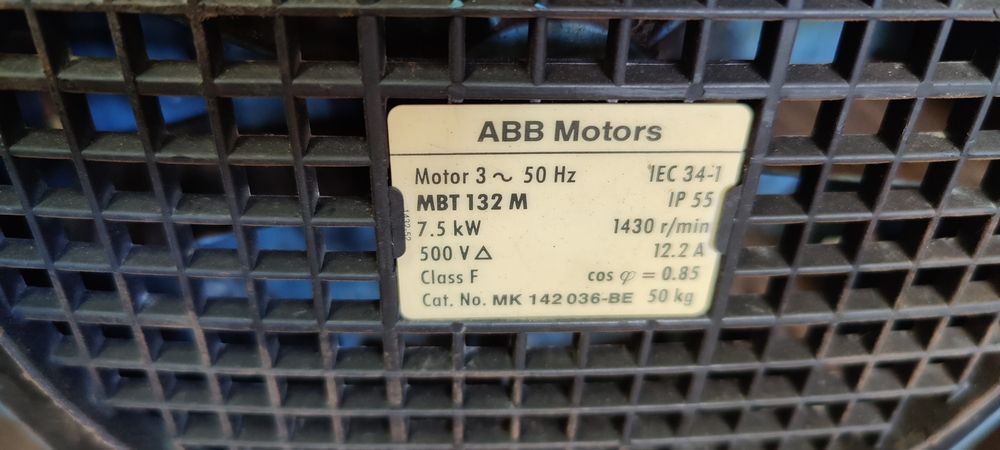 ABB Motors
Motor 3 ~ 50 Hz IEC 34-1
MBT 132 M IP 55
7.5 kW 1430 r/min
500 V Δ 12.2 A
Class F cos φ = 0.85
Cat. No. MK 142 036-BE 50 kg